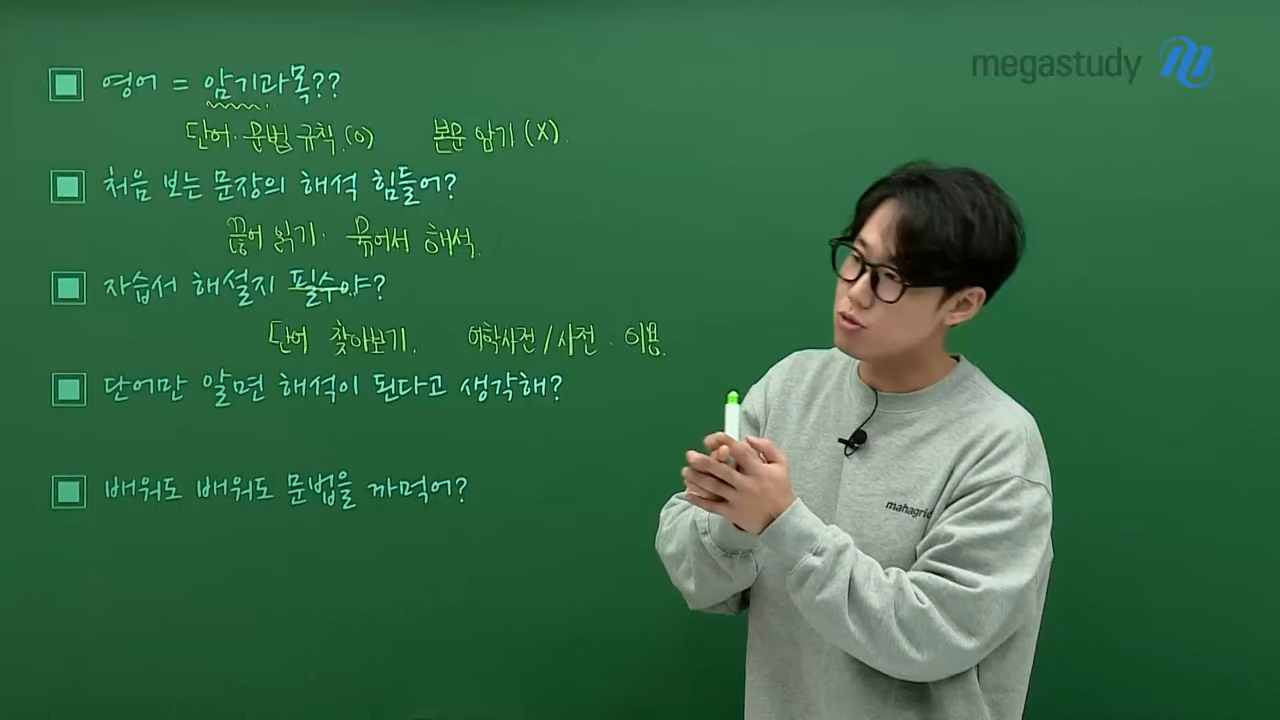 megastudy
영어 = 암기과목??
단어·문법 규칙.(o) 본문 암기(x).
처음 보는 문장의 해석 힘들어?
끊어 읽기· 묶어서 해석.
자습서 해설지 필수야?
단어 찾아보기. 어학사전/사전· 이용.
단어만 알면 해석이 된다고 생각해?
배워도 배워도 문법을 까먹어?
mahagrid